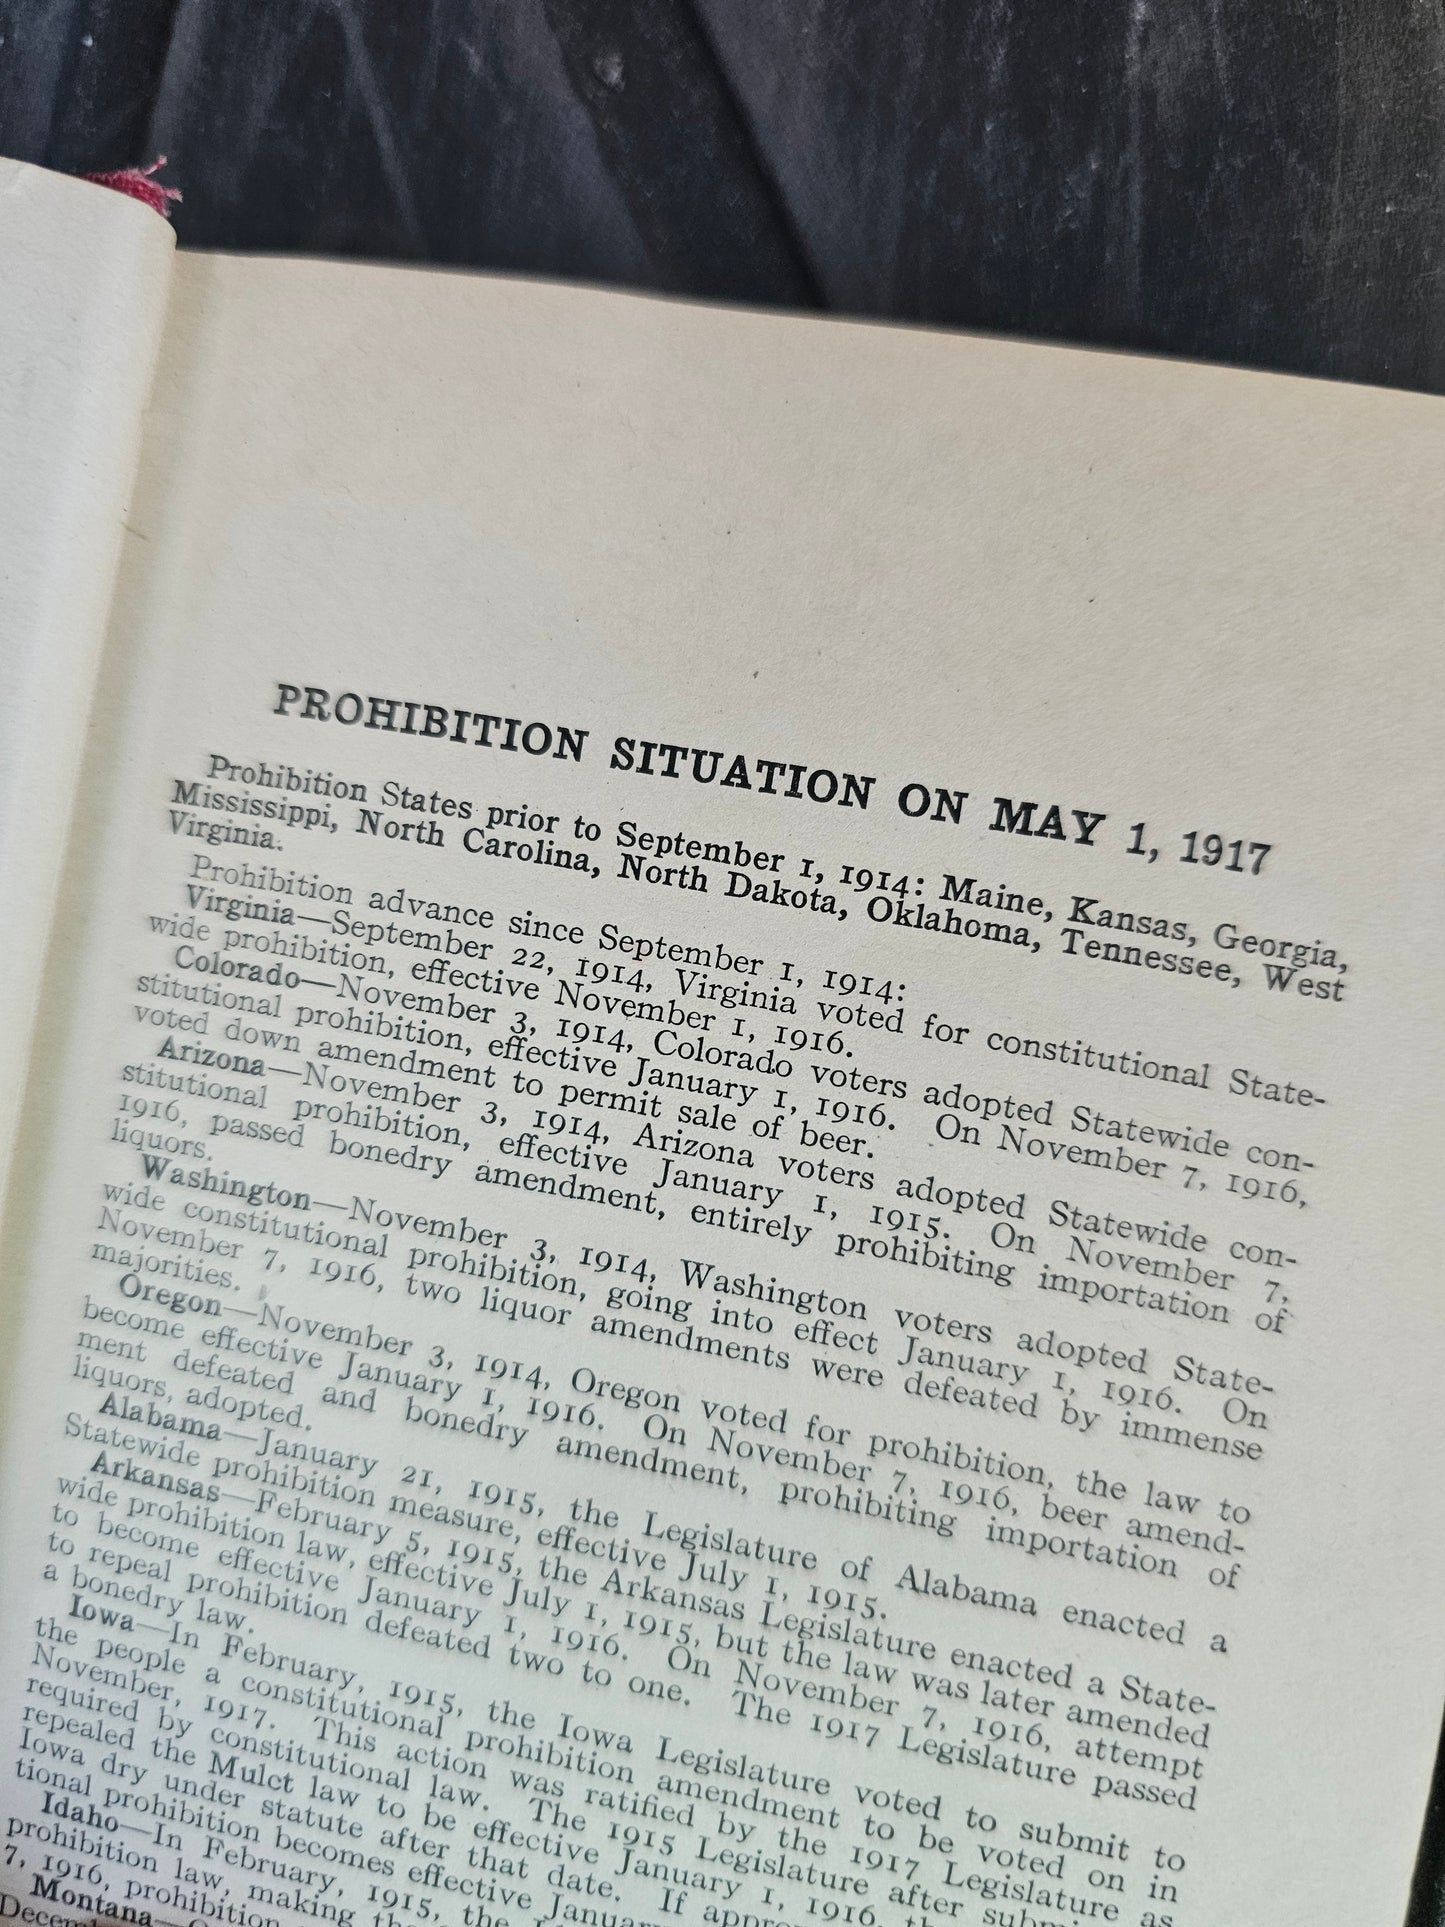 PROHIBITION SITUATION ON MAY 1, 1917
Prohibition States prior to September 1, 1914: Maine, Kansas, Georgia,
Mississippi, North Carolina, North Dakota, Oklahoma, Tennessee, West
Virginia.
Prohibition advance since September 1, 1914:
Virginia—September 22, 1914, Virginia voted for constitutional State-
wide prohibition, effective November 1, 1916.
Colorado—November 3, 1914, Colorado voters adopted Statewide con-
stitutional prohibition, effective January 1, 1916. On November 7, 1916,
voted down amendment to permit sale of beer.
Arizona—November 3, 1914, Arizona voters adopted Statewide con-
stitutional prohibition, effective January 1, 1915. On November 7,
1916, passed bonedry amendment, entirely prohibiting importation of
liquors.
Washington—November 3, 1914, Washington voters adopted State-
wide constitutional prohibition, going into effect January 1, 1916. On
November 7, 1916, two liquor amendments were defeated by immense
majorities.
Oregon—November 3, 1914, Oregon voted for prohibition, the law to
become effective January 1, 1916. On November 7, 1916, beer amend-
ment defeated and bonedry amendment, prohibiting importation of
liquors, adopted.
Alabama—January 21, 1915, the Legislature of Alabama enacted a
Statewide prohibition measure, effective July 1, 1915.
Arkansas—February 5, 1915, the Arkansas Legislature enacted a State-
wide prohibition law, effective July 1, 1915, but the law was later amended
to become effective January 1, 1916. On November 7, 1916, attempt
to repeal prohibition defeated two to one. The 1917 Legislature passed
a bonedry law.
Iowa—In February, 1915, the Iowa Legislature voted to submit to
the people a constitutional prohibition amendment to be voted on in
November, 1917. This action was ratified by the 1917 Legislature as
required by constitutional law. The 1915 Legislature after submi
repealed the Mulct law to be effective January 1, 1916, th
Iowa dry under statute after that date. If appro
tional prohibition becomes effective Januar
Idaho—In February, 1915, the
prohibition law, making the
7, 1916, prohibition
Montana—
Decem